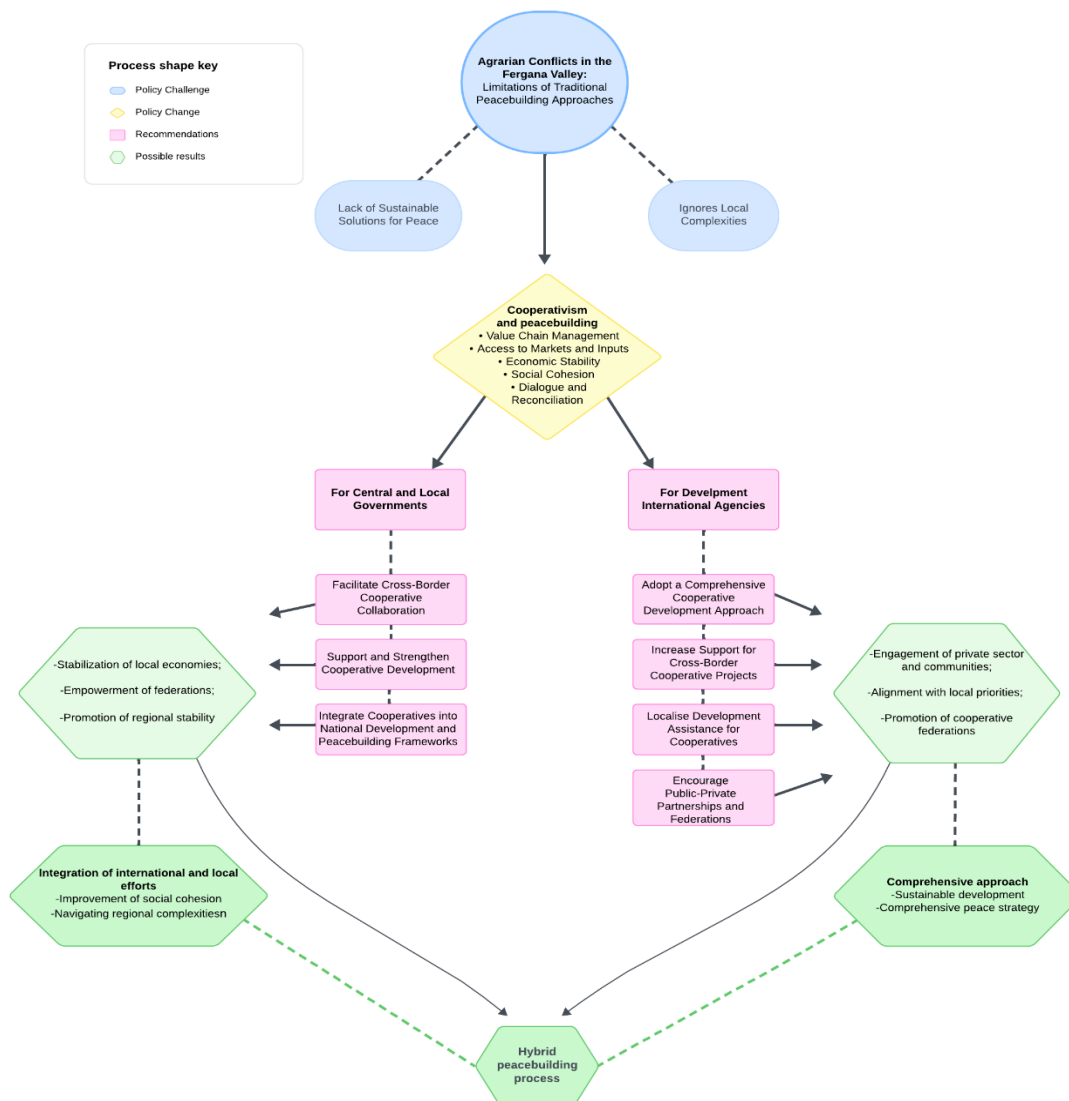 Process shape key
Policy Challenge
Policy Change
Recommendations
Possible results
Agrarian Conflicts in the
Fergana Valley:
Limitations of Traditional
Peacebuilding Approaches
Lack of Sustainable
Solutions for Peace
Ignores Local
Complexities
Cooperativism
and peacebuilding
• Value Chain Management
• Access to Markets and Inputs
• Economic Stability
• Social Cohesion
• Dialogue and
Reconciliation
For Central and Local
Governments
For Develpment
International Agencies
Facilitate Cross-Border
Cooperative
Collaboration
Support and Strengthen
Cooperative Development
Integrate Cooperatives into
National Development and
Peacebuilding Frameworks
Adopt a Comprehensive
Cooperative
Development Approach
Increase Support for
Cross-Border
Cooperative Projects
Localise Development
Assistance for
Cooperatives
Encourage
Public-Private
Partnerships and
Federations
-Stabilization of local economies;
-Empowerment of federations;
-Promotion of regional stability
-Engagement of private sector
and communities;
-Alignment with local priorities;
-Promotion of cooperative
federations
Integration of international and local
efforts
-Improvement of social cohesion
-Navigating regional complexitiesn
Comprehensive approach
-Sustainable development
-Comprehensive peace strategy
Hybrid
peacebuilding
process